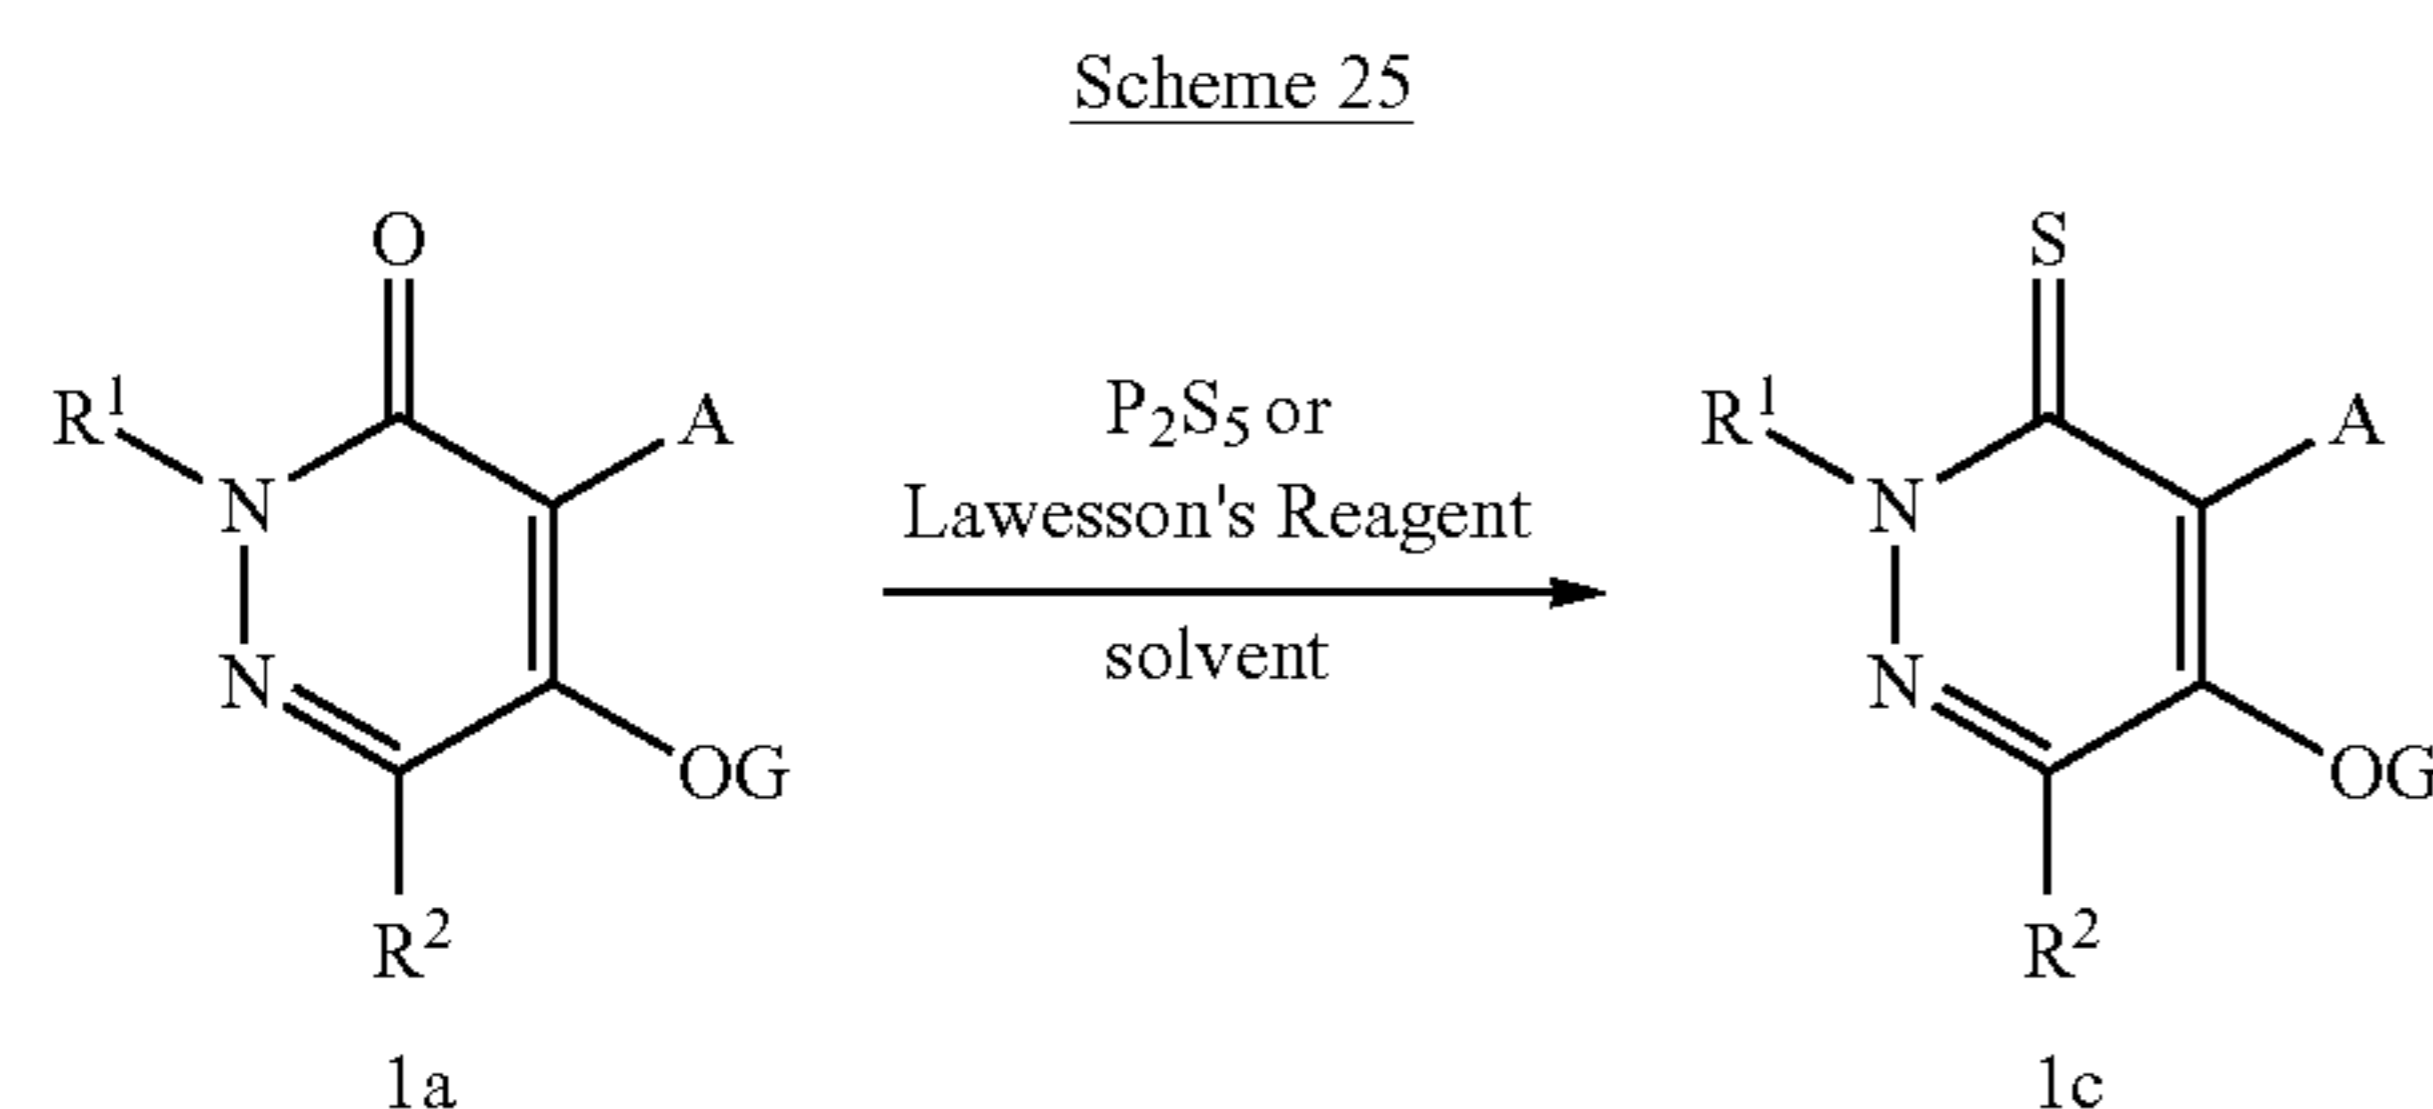 Scheme 25
O
S
R¹
A
P₂S₅ or
R¹
A
N
Lawesson's Reagent
N
solvent
N
N
OG
OG
R²
R²
1a
1c